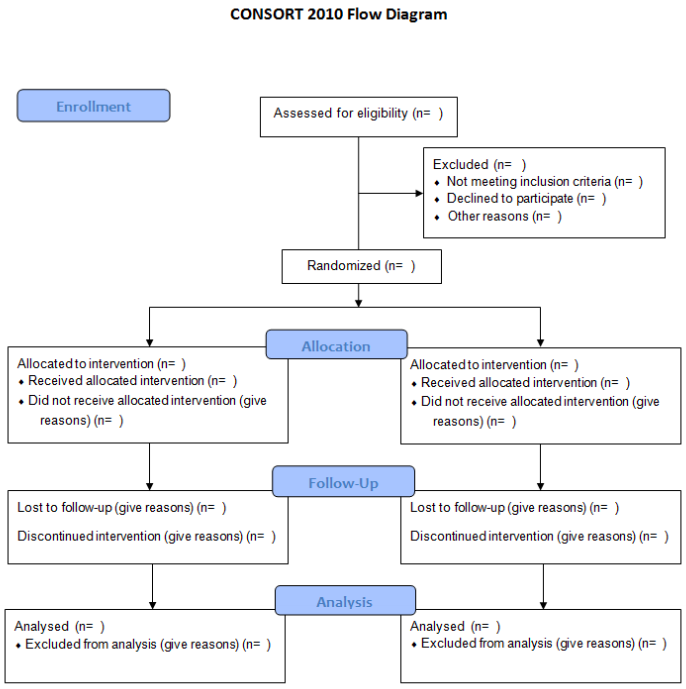 CONSORT 2010 Flow Diagram
Enrollment
Assessed for eligibility (n=  )
Excluded (n=  )
♦ Not meeting inclusion criteria (n=  )
♦ Declined to participate (n=  )
♦ Other reasons (n=  )
Randomized (n=  )
Allocation
Allocated to intervention (n=  )
♦ Received allocated intervention (n=  )
♦ Did not receive allocated intervention (give
reasons) (n=  )
Allocated to intervention (n=  )
♦ Received allocated intervention (n=  )
♦ Did not receive allocated intervention (give
reasons) (n=  )
Follow-Up
Lost to follow-up (give reasons) (n=  )
Discontinued intervention (give reasons) (n=  )
Lost to follow-up (give reasons) (n=  )
Discontinued intervention (give reasons) (n=  )
Analysis
Analysed (n=  )
♦ Excluded from analysis (give reasons) (n=  )
Analysed (n=  )
♦ Excluded from analysis (give reasons) (n=  )